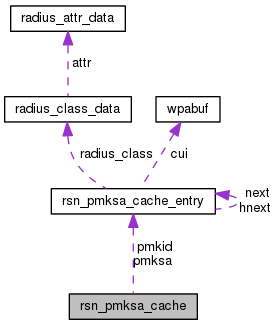 radius_attr_data
attr
radius_class_data
wpabuf
radius_class
cui
rsn_pmksa_cache_entry
next
hnext
pmkid
pmksa
rsn_pmksa_cache